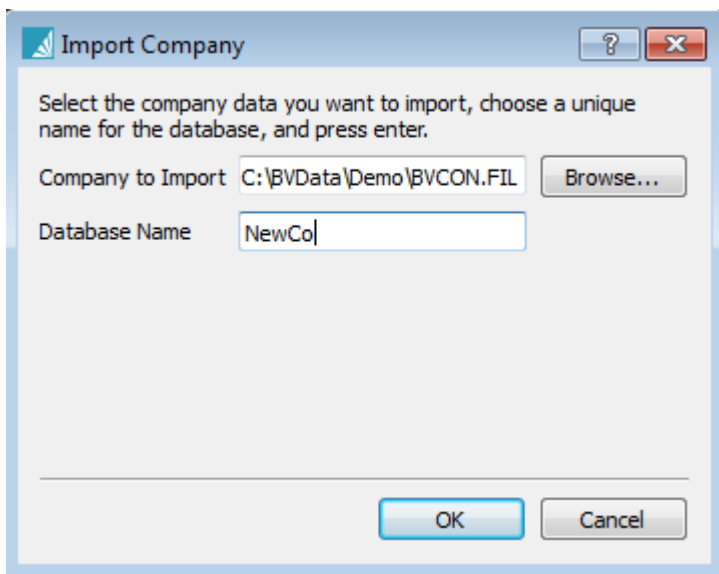 Import Company
?
Select the company data you want to import, choose a unique
name for the database, and press enter.
Company to Import C:\BVData\Demo\BVCON.FIL Browse...
Database Name NewCo
OK Cancel